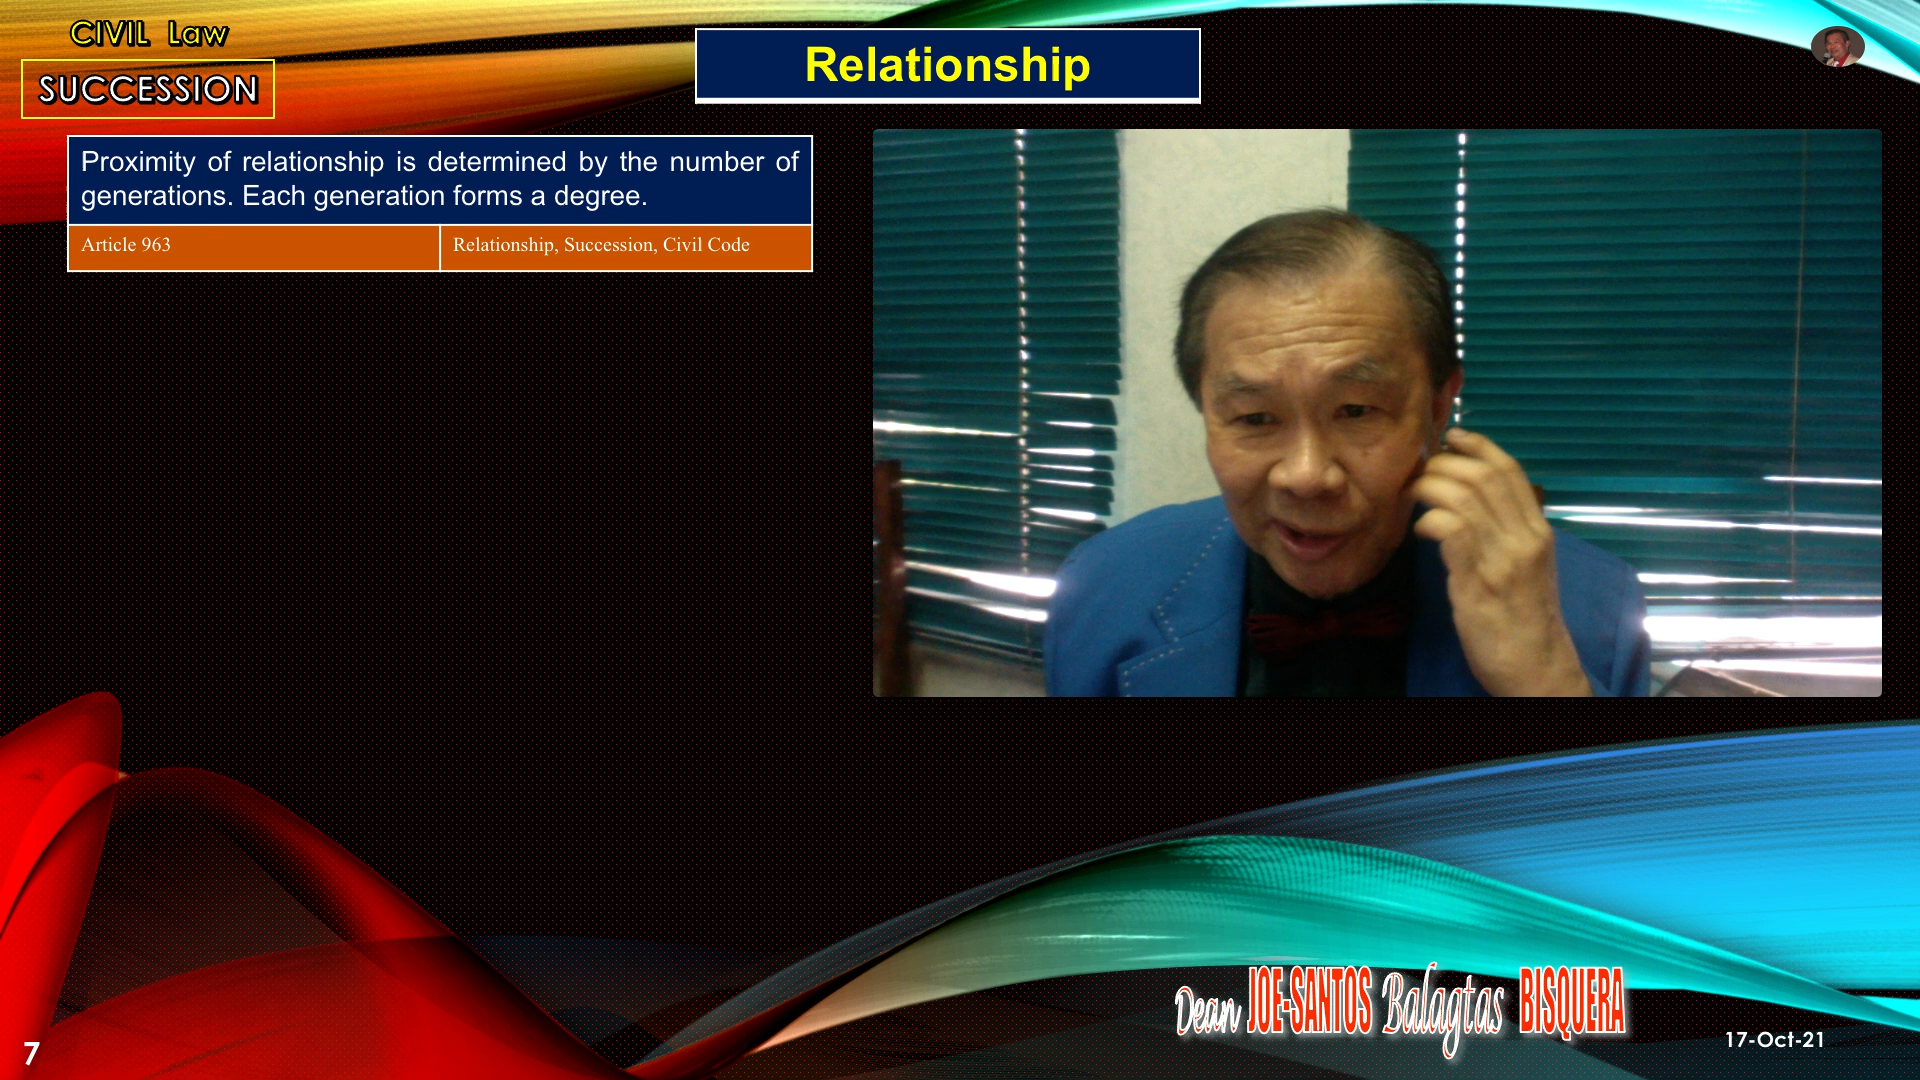 CIVIL Law
SUCCESSION
Relationship
Proximity of relationship is determined by the number of
generations. Each generation forms a degree.
Article 963
Relationship, Succession, Civil Code
Dean JOE-SANTOS Balagtas BISQUERA
17-Oct-21
7